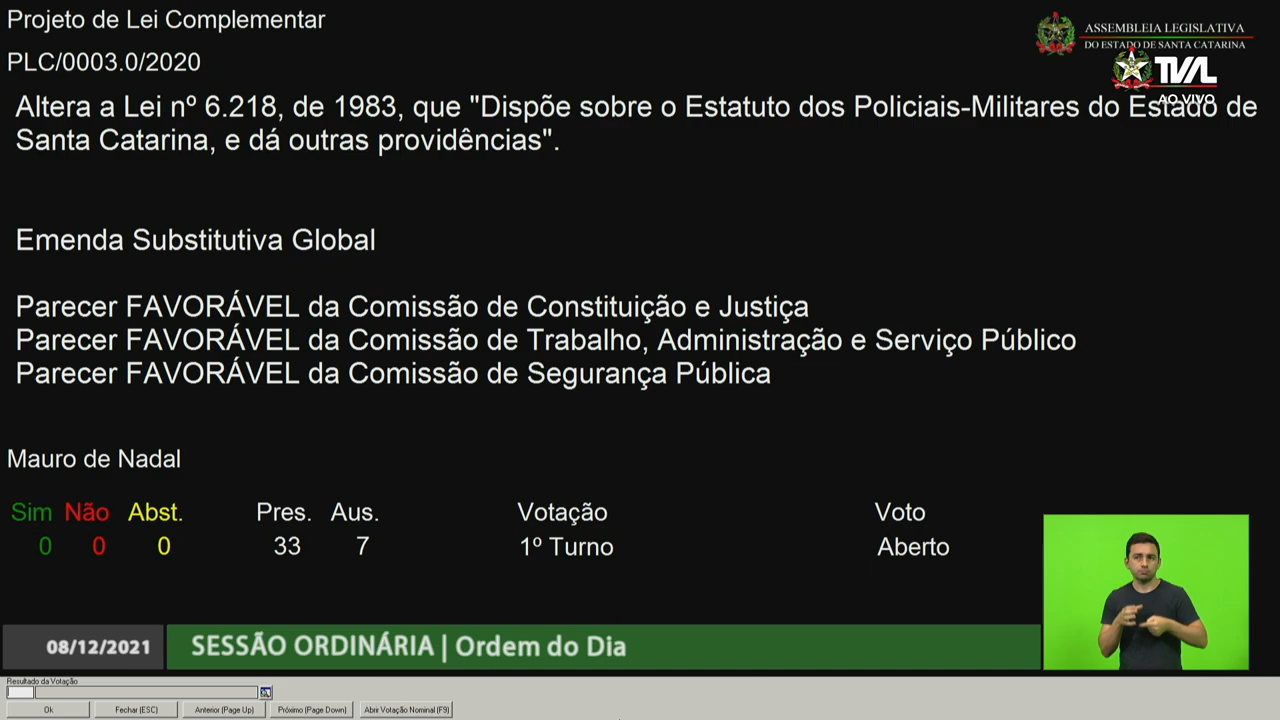 Projeto de Lei Complementar
ASSEMBLEIA LEGISLATIVA
DO ESTADO DE SANTA CATARINA
PLC/0003.0/2020
TVAL
AO VIVO
Altera a Lei nº 6.218, de 1983, que "Dispõe sobre o Estatuto dos Policiais-Militares do Estado de
Santa Catarina, e dá outras providências".
Emenda Substitutiva Global
Parecer FAVORÁVEL da Comissão de Constituição e Justiça
Parecer FAVORÁVEL da Comissão de Trabalho, Administração e Serviço Público
Parecer FAVORÁVEL da Comissão de Segurança Pública
Mauro de Nadal
Sim Não Abst. Pres. Aus. Votação Voto
0 0 0 33 7 1º Turno Aberto
08/12/2021 SESSÃO ORDINÁRIA | Ordem do Dia
Resultado da Votação
Ok Fechar (ESC) Anterior (Page Up) Próximo (Page Down) Abrir Votação Nominal (F9)